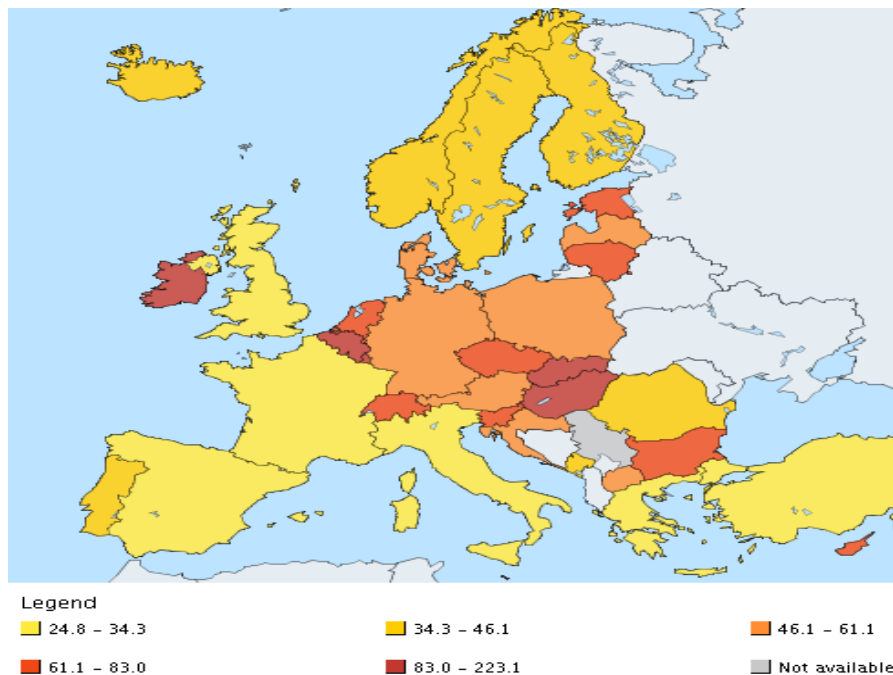 Legend
24.8 – 34.3 34.3 – 46.1 46.1 – 61.1
61.1 – 83.0 83.0 – 223.1 Not available